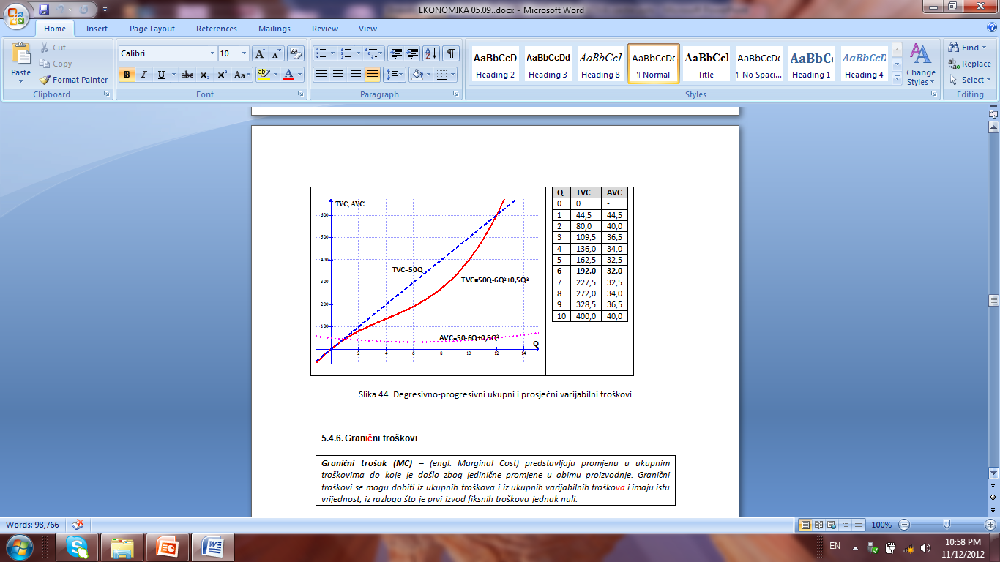 EKONOMIKA 05.09..docx - Microsoft Word
Home Insert Page Layout References Mailings Review View
Paste
Cut
Copy
Format Painter
Clipboard
Calibri 10
B I U abc x₂ x² Aa
Font
Paragraph
AaBbCcD AaBbCcDd AaBbCcL AaBbCcDc AaBbCcl AaBbCcDc AaBbCc AaBbCcD
Heading 2 Heading 3 Heading 8 ¶ Normal Title ¶ No Spaci... Heading 1 Heading 4
Change Styles
Styles
Find
Replace
Select
Editing
TVC, AVC
600
500
400
300
200
100
2 4 6 8 10 12 14
Q
TVC=50Q
TVC=50Q-6Q²+0,5Q³
AVC=50-6Q+0,5Q²
Q TVC AVC
0 0 -
1 44,5 44,5
2 80,0 40,0
3 109,5 36,5
4 136,0 34,0
5 162,5 32,5
6 192,0 32,0
7 227,5 32,5
8 272,0 34,0
9 328,5 36,5
10 400,0 40,0
Slika 44. Degresivno-progresivni ukupni i prosječni varijabilni troškovi
5.4.6. Granični troškovi
Granični trošak (MC) – (engl. Marginal Cost) predstavljaju promjenu u ukupnim
troškovima do koje je došlo zbog jedinične promjene u obimu proizvodnje. Granični
troškovi se mogu dobiti iz ukupnih troškova i iz ukupnih varijabilnih troškova i imaju istu
vrijednost, iz razloga što je prvi izvod fiksnih troškova jednak nuli.
Words: 98,766
100%
EN
10:58 PM
11/12/2012